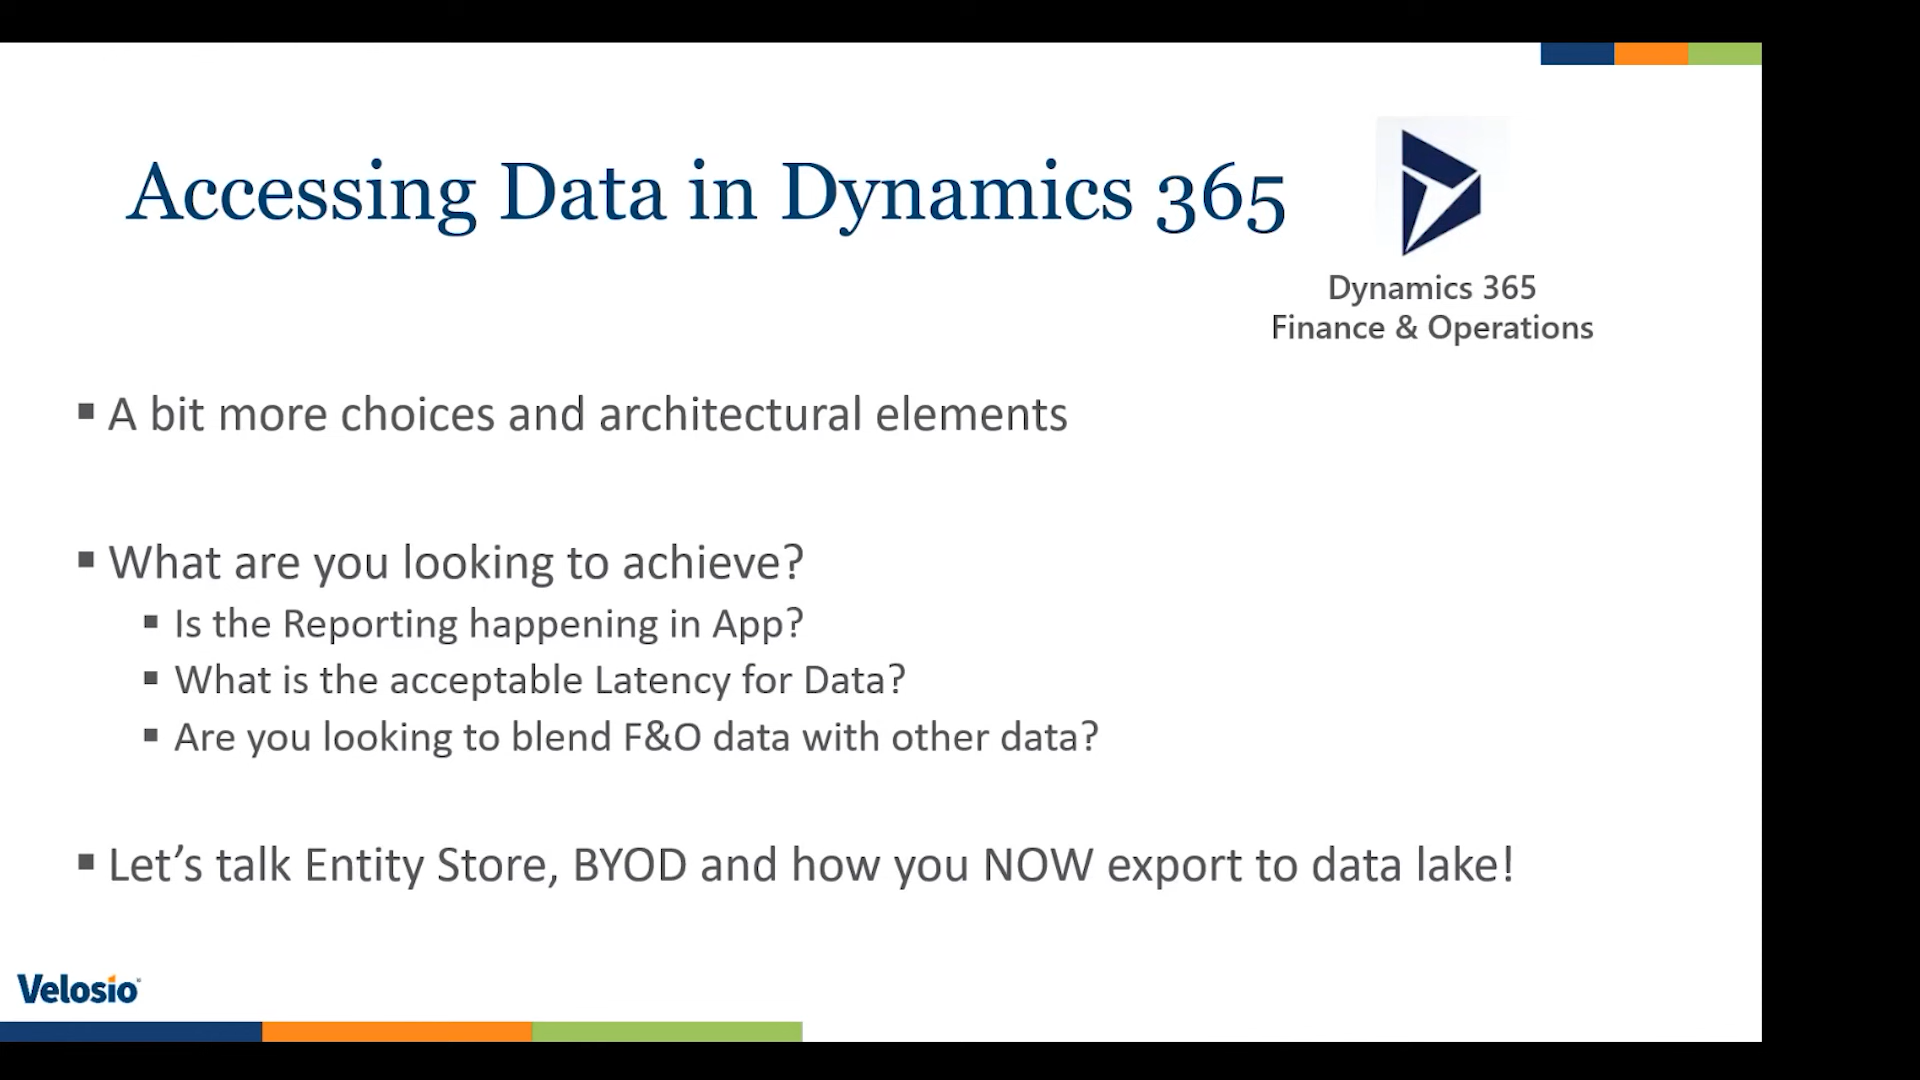 Accessing Data in Dynamics 365
Dynamics 365
Finance & Operations
▪ A bit more choices and architectural elements
▪ What are you looking to achieve?
▪ Is the Reporting happening in App?
▪ What is the acceptable Latency for Data?
▪ Are you looking to blend F&O data with other data?
▪ Let’s talk Entity Store, BYOD and how you NOW export to data lake!
Velosio